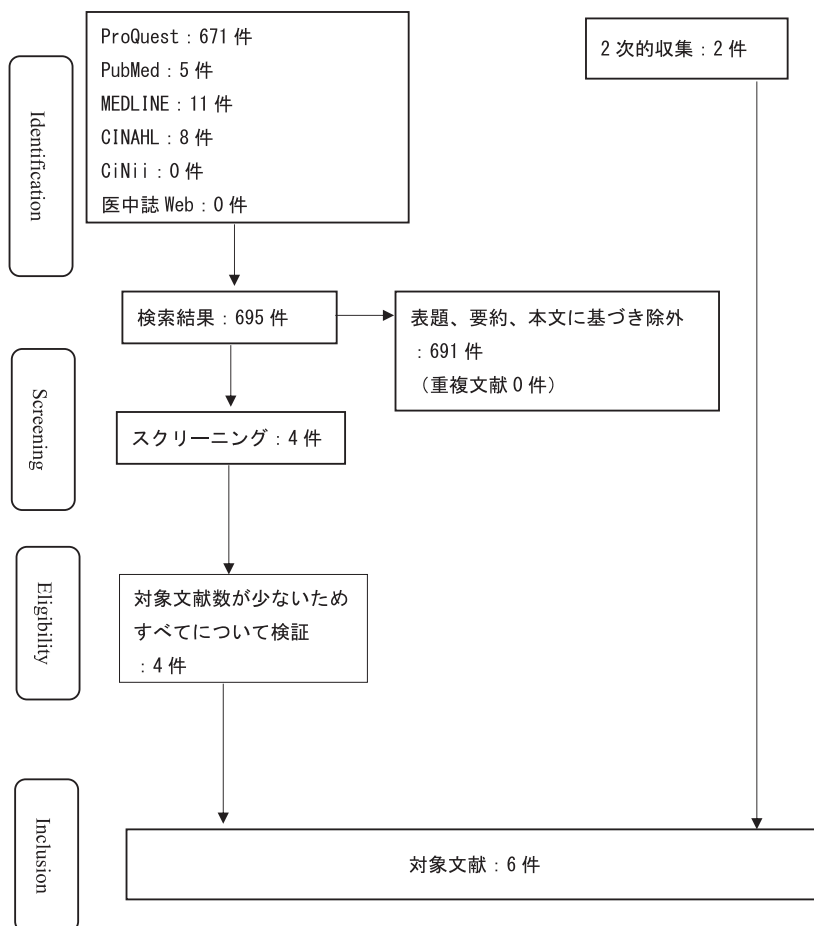 Identification
ProQuest：671 件
PubMed：5 件
MEDLINE：11 件
CINAHL：8 件
CiNii：0 件
医中誌 Web：0 件
2 次的収集：2 件
検索結果：695 件
表題、要約、本文に基づき除外
：691 件
（重複文献 0 件）
Screening
スクリーニング：4 件
Eligibility
対象文献数が少ないため
すべてについて検証
：4 件
Inclusion
対象文献：6 件